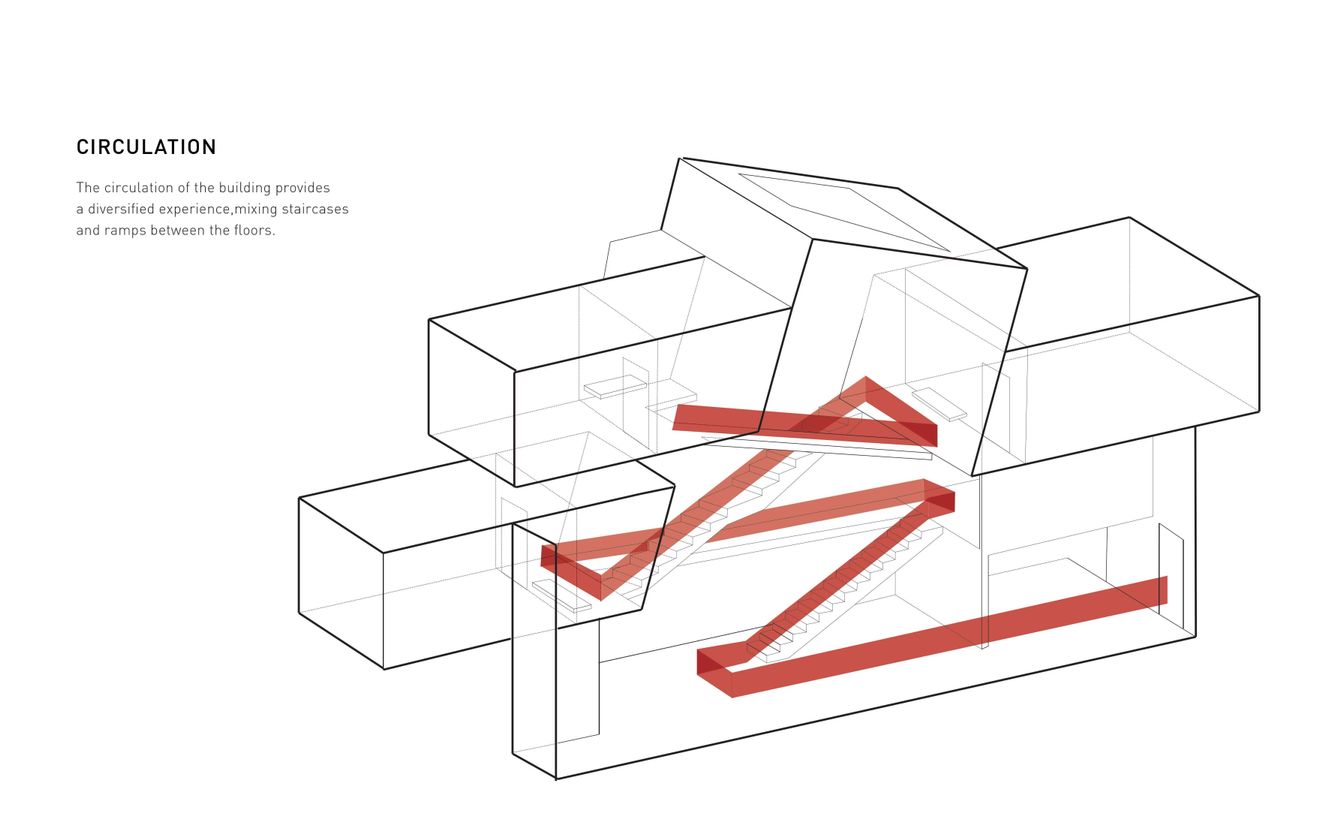 CIRCULATION
The circulation of the building provides
a diversified experience,mixing staircases
and ramps between the floors.